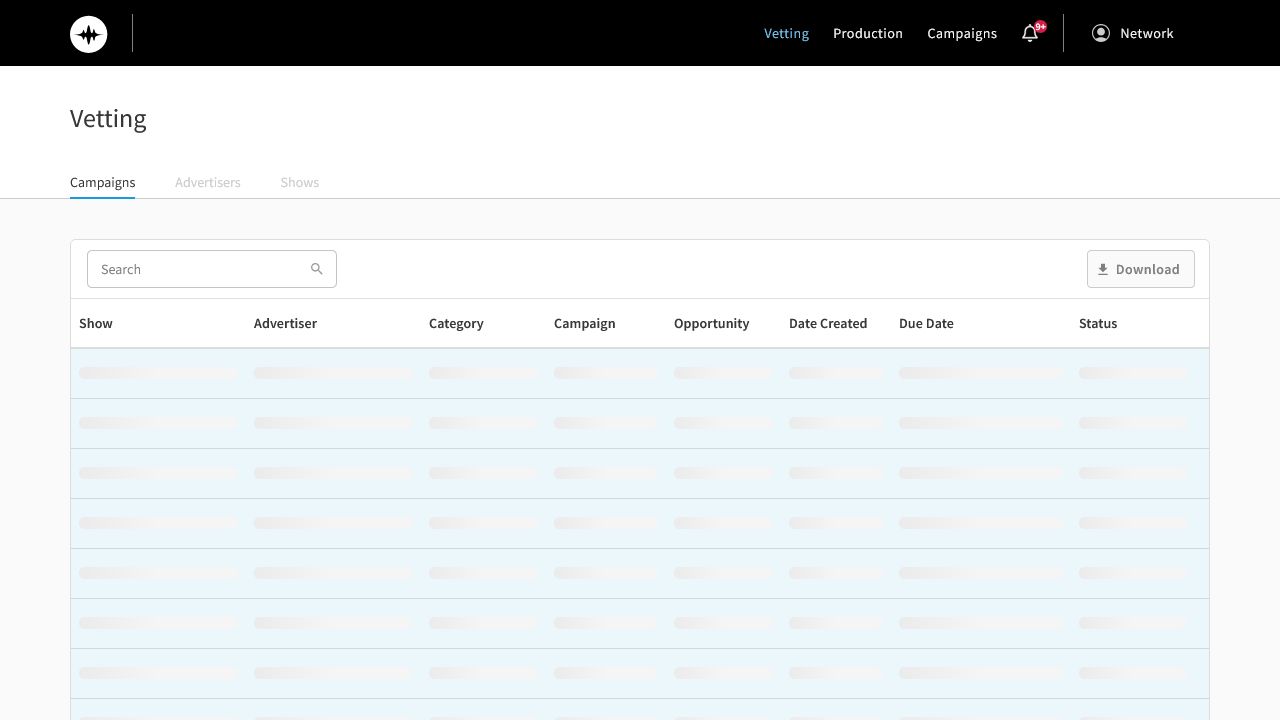 Vetting Production Campaigns 9+ Network
Vetting
Campaigns Advertisers Shows
Search Download
Show Advertiser Category Campaign Opportunity Date Created Due Date Status